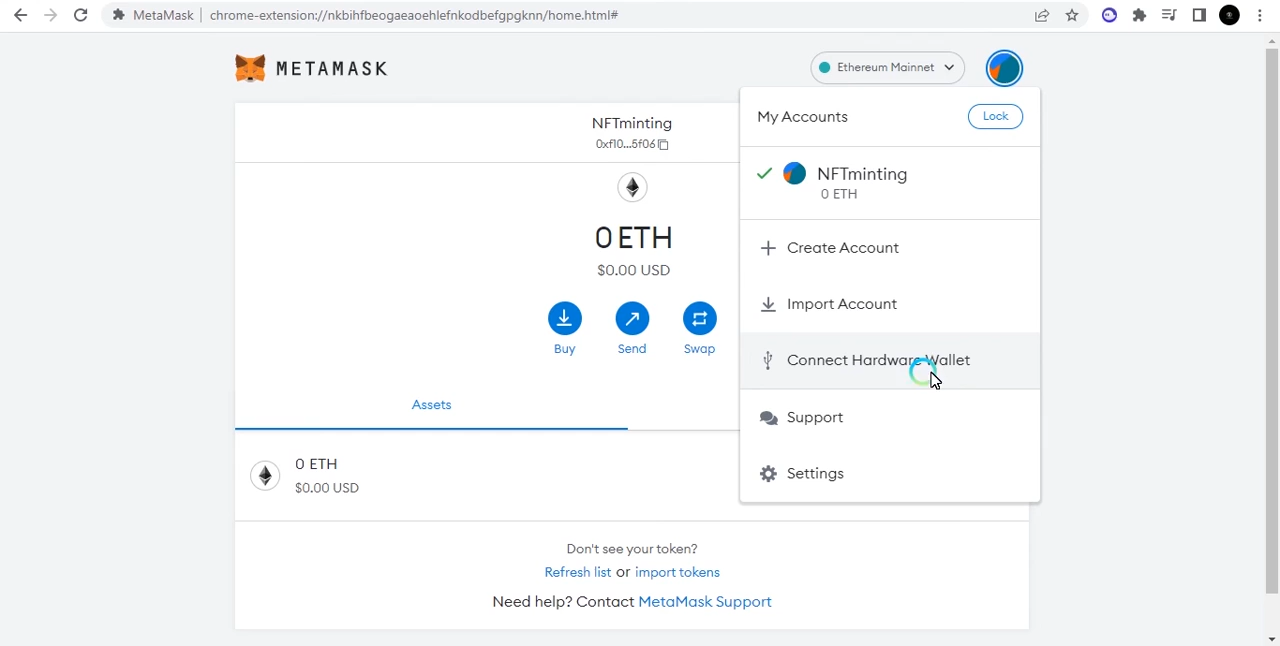 MetaMask | chrome-extension://nkbihfbeogaeaoehlefnkodbefgpgknn/home.html#
METAMASK
Ethereum Mainnet
NFTminting
0xf10...5f06
0 ETH
$0.00 USD
Buy
Send
Swap
Assets
0 ETH
$0.00 USD
Don't see your token?
Refresh list or import tokens
Need help? Contact MetaMask Support
My Accounts
Lock
NFTminting
0 ETH
Create Account
Import Account
Connect Hardware Wallet
Support
Settings